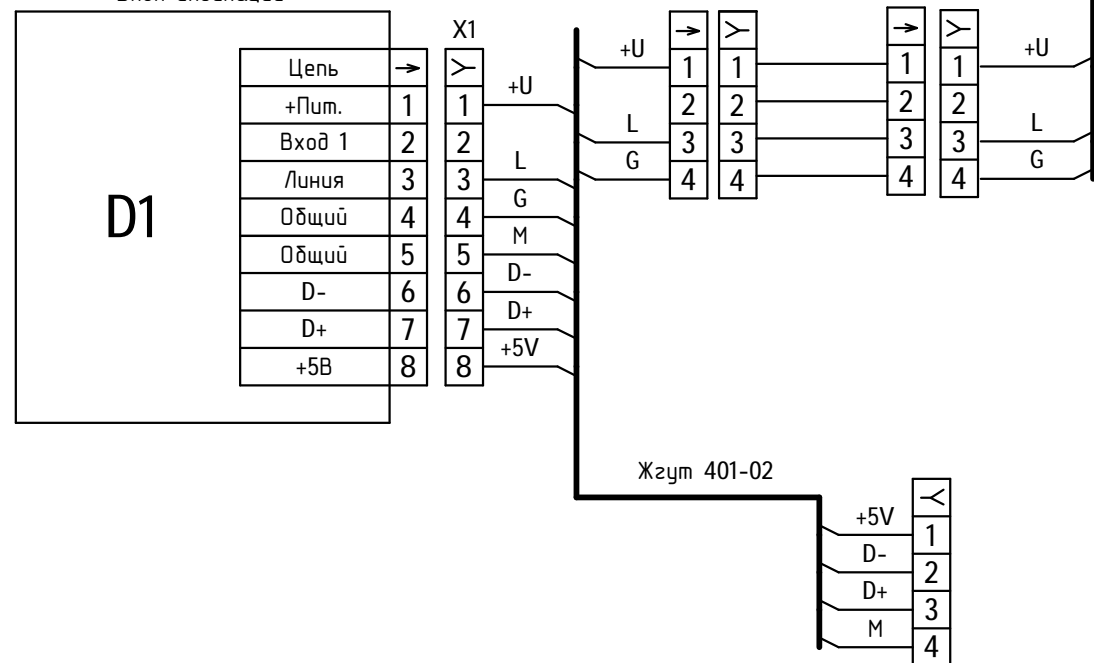 X1
Цепь
+Пит. 1 1 +U
Вход 1 2 2
Линия 3 3 L
Общий 4 4 G
Общий 5 5 M
D- 6 6 D-
D+ 7 7 D+
+5В 8 8 +5V
D1
+U 1 1 1 1 +U
2 2 2 2
L 3 3 3 3 L
G 4 4 4 4 G
Жгут 401-02
+5V 1
D- 2
D+ 3
M 4